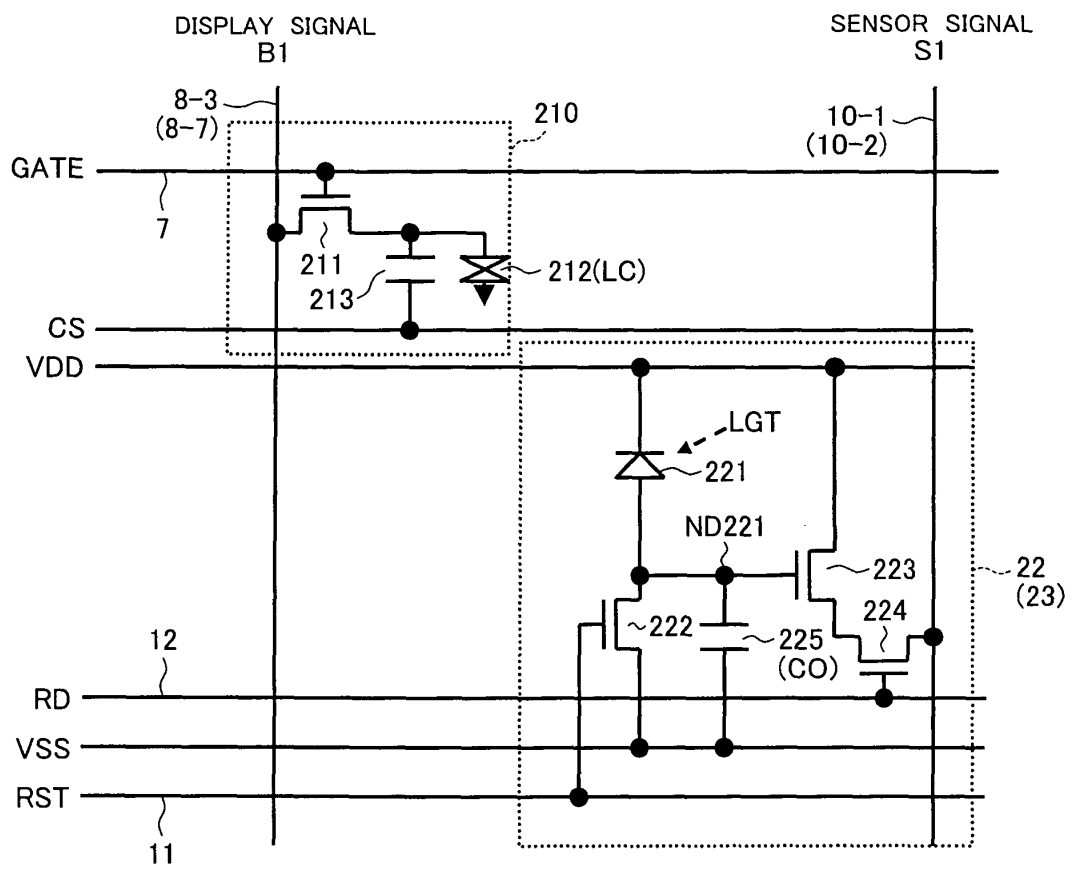 DISPLAY SIGNAL
B1
SENSOR SIGNAL
S1
8-3
(8-7)
210
10-1
(10-2)
GATE
7
211
212(LC)
213
CS
VDD
LGT
221
ND221
223
22
(23)
222
225
(CO)
224
12
RD
VSS
RST
11